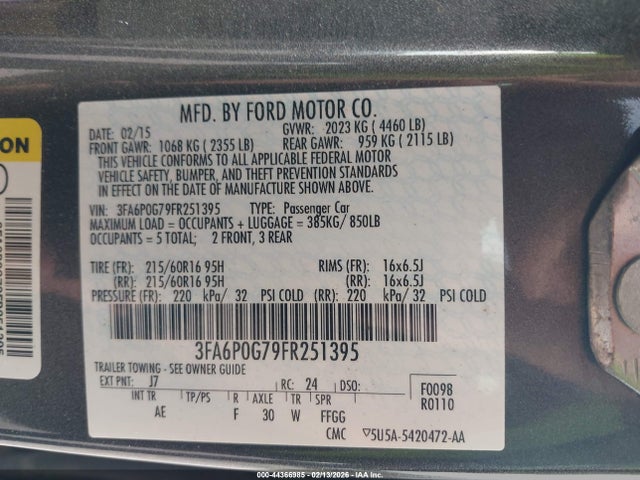 MFD. BY FORD MOTOR CO.
DATE: 02/15 GVWR: 2023 KG ( 4460 LB)
FRONT GAWR: 1068 KG ( 2355 LB) REAR GAWR: 959 KG ( 2115 LB)
THIS VEHICLE CONFORMS TO ALL APPLICABLE FEDERAL MOTOR
VEHICLE SAFETY, BUMPER, AND THEFT PREVENTION STANDARDS
IN EFFECT ON THE DATE OF MANUFACTURE SHOWN ABOVE.
VIN: 3FA6P0G79FR251395 TYPE: Passenger Car
MAXIMUM LOAD = OCCUPANTS + LUGGAGE = 385KG/ 850LB
OCCUPANTS = 5 TOTAL; 2 FRONT, 3 REAR
TIRE (FR): 215/60R16 95H RIMS (FR): 16x6.5J
(RR): 215/60R16 95H (RR): 16x6.5J
PRESSURE (FR): 220 kPa/ 32 PSI COLD (RR): 220 kPa/ 32 PSI COLD
3FA6P0G79FR251395
TRAILER TOWING - SEE OWNER GUIDE
EXT PNT: J7 RC: 24 DSO:
INT TR TP/PS R AXLE TR SPR
AE F 30 W FFGG
F0098
R0110
CMC ▽5U5A-5420472-AA
ON
000-44366985 - 02/13/2026 - IAA Inc.